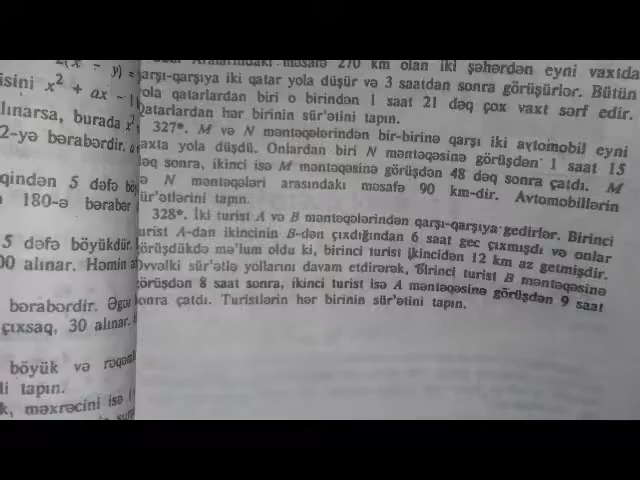 y) =
isini x² + ax − 1
lınarsa, burada x²
2-yə bərabərdir.
qindən 5 dəfə
180-ə bərabər
5 dəfə böyükdür.
00 alınar. Həmin
bərabərdir. Əgər
çıxsaq, 30 alınar.
böyük və rəqəm
li tapın.
k, məxrəcini isə
Aralarındakı məsafə 270 km olan iki şəhərdən eyni vaxtda
qarşı-qarşıya iki qatar yola düşür və 3 saatdan sonra görüşürlər. Bütün
yola qatarlardan biri o birindən 1 saat 21 dəq çox vaxt sərf edir.
Qatarlardan hər birinin sür'ətini tapın.
327*. M və N məntəqələrindən bir-birinə qarşı iki avtomobil eyni
vaxta yola düşdü. Onlardan biri N məntəqəsinə görüşdən 1 saat 15
dəq sonra, ikinci isə M məntəqəsinə görüşdən 48 dəq sonra çatdı. M
və N məntəqələri arasındakı məsafə 90 km-dir. Avtomobillərin
sür'ətlərini tapın.
328*. İki turist A və B məntəqələrindən qarşı-qarşıya gedirlər. Birinci
turist A-dan ikincinin B-dən çıxdığından 6 saat gec çıxmışdı və onlar
görüşdükdə mə'lum oldu ki, birinci turist ikincidən 12 km az getmişdir.
Əvvəlki sür'ətlə yollarını davam etdirərək, birinci turist B məntəqəsinə
görüşdən 8 saat sonra, ikinci turist isə A məntəqəsinə görüşdən 9 saat
sonra çatdı. Turistlərin hər birinin sür'ətini tapın.